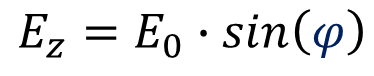 E_z = E_0 · sin(φ)